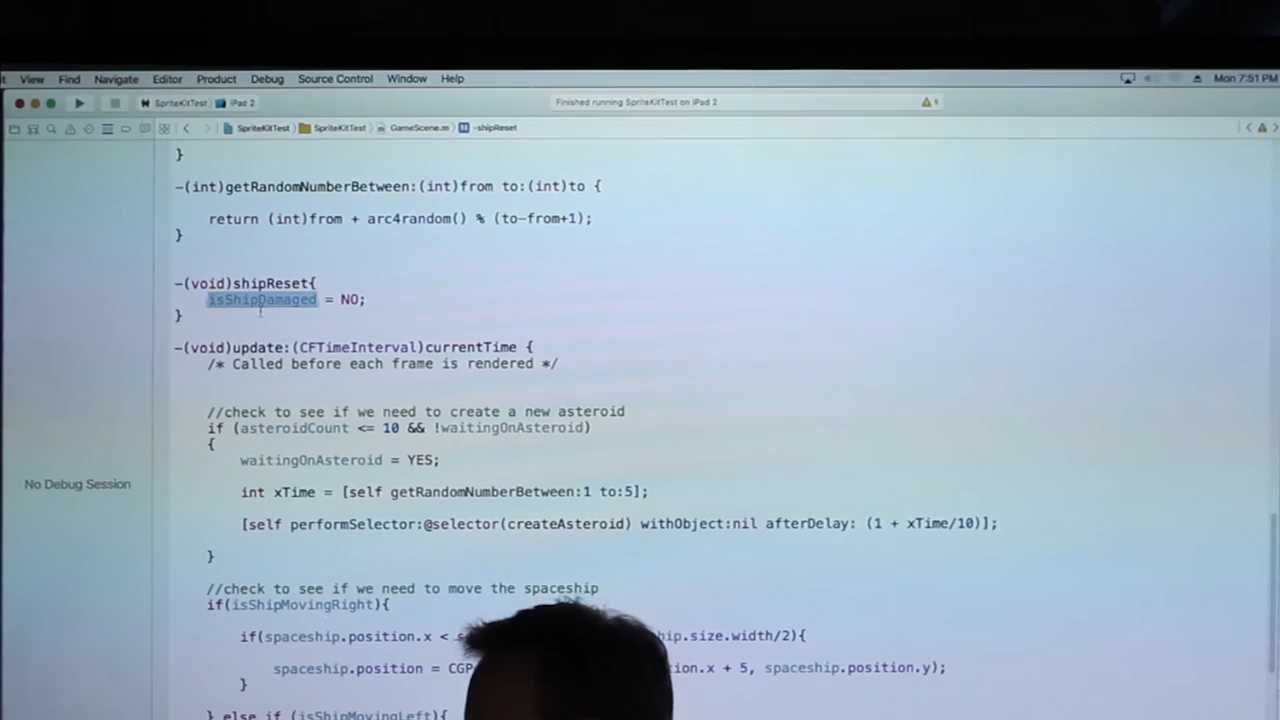 View Find Navigate Editor Product Debug Source Control Window Help Mon 7:51 PM
SpriteKitTest iPad 2 Finished running SpriteKitTest on iPad 2
SpriteKitTest SpriteKitTest GameScene.m M -shipReset
}
-(int)getRandomNumberBetween:(int)from to:(int)to {
return (int)from + arc4random() % (to-from+1);
}
-(void)shipReset{
isShipDamaged = NO;
}
-(void)update:(CFTimeInterval)currentTime {
/* Called before each frame is rendered */
//check to see if we need to create a new asteroid
if (asteroidCount <= 10 && !waitingOnAsteroid)
{
waitingOnAsteroid = YES;
int xTime = [self getRandomNumberBetween:1 to:5];
[self performSelector:@selector(createAsteroid) withObject:nil afterDelay: (1 + xTime/10)];
}
No Debug Session
//check to see if we need to move the spaceship
if(isShipMovingRight){
if(spaceship.position.x < s hip.size.width/2){
spaceship.position = CGP ion.x + 5, spaceship.position.y);
}
} else if (isShipMovingLeft){